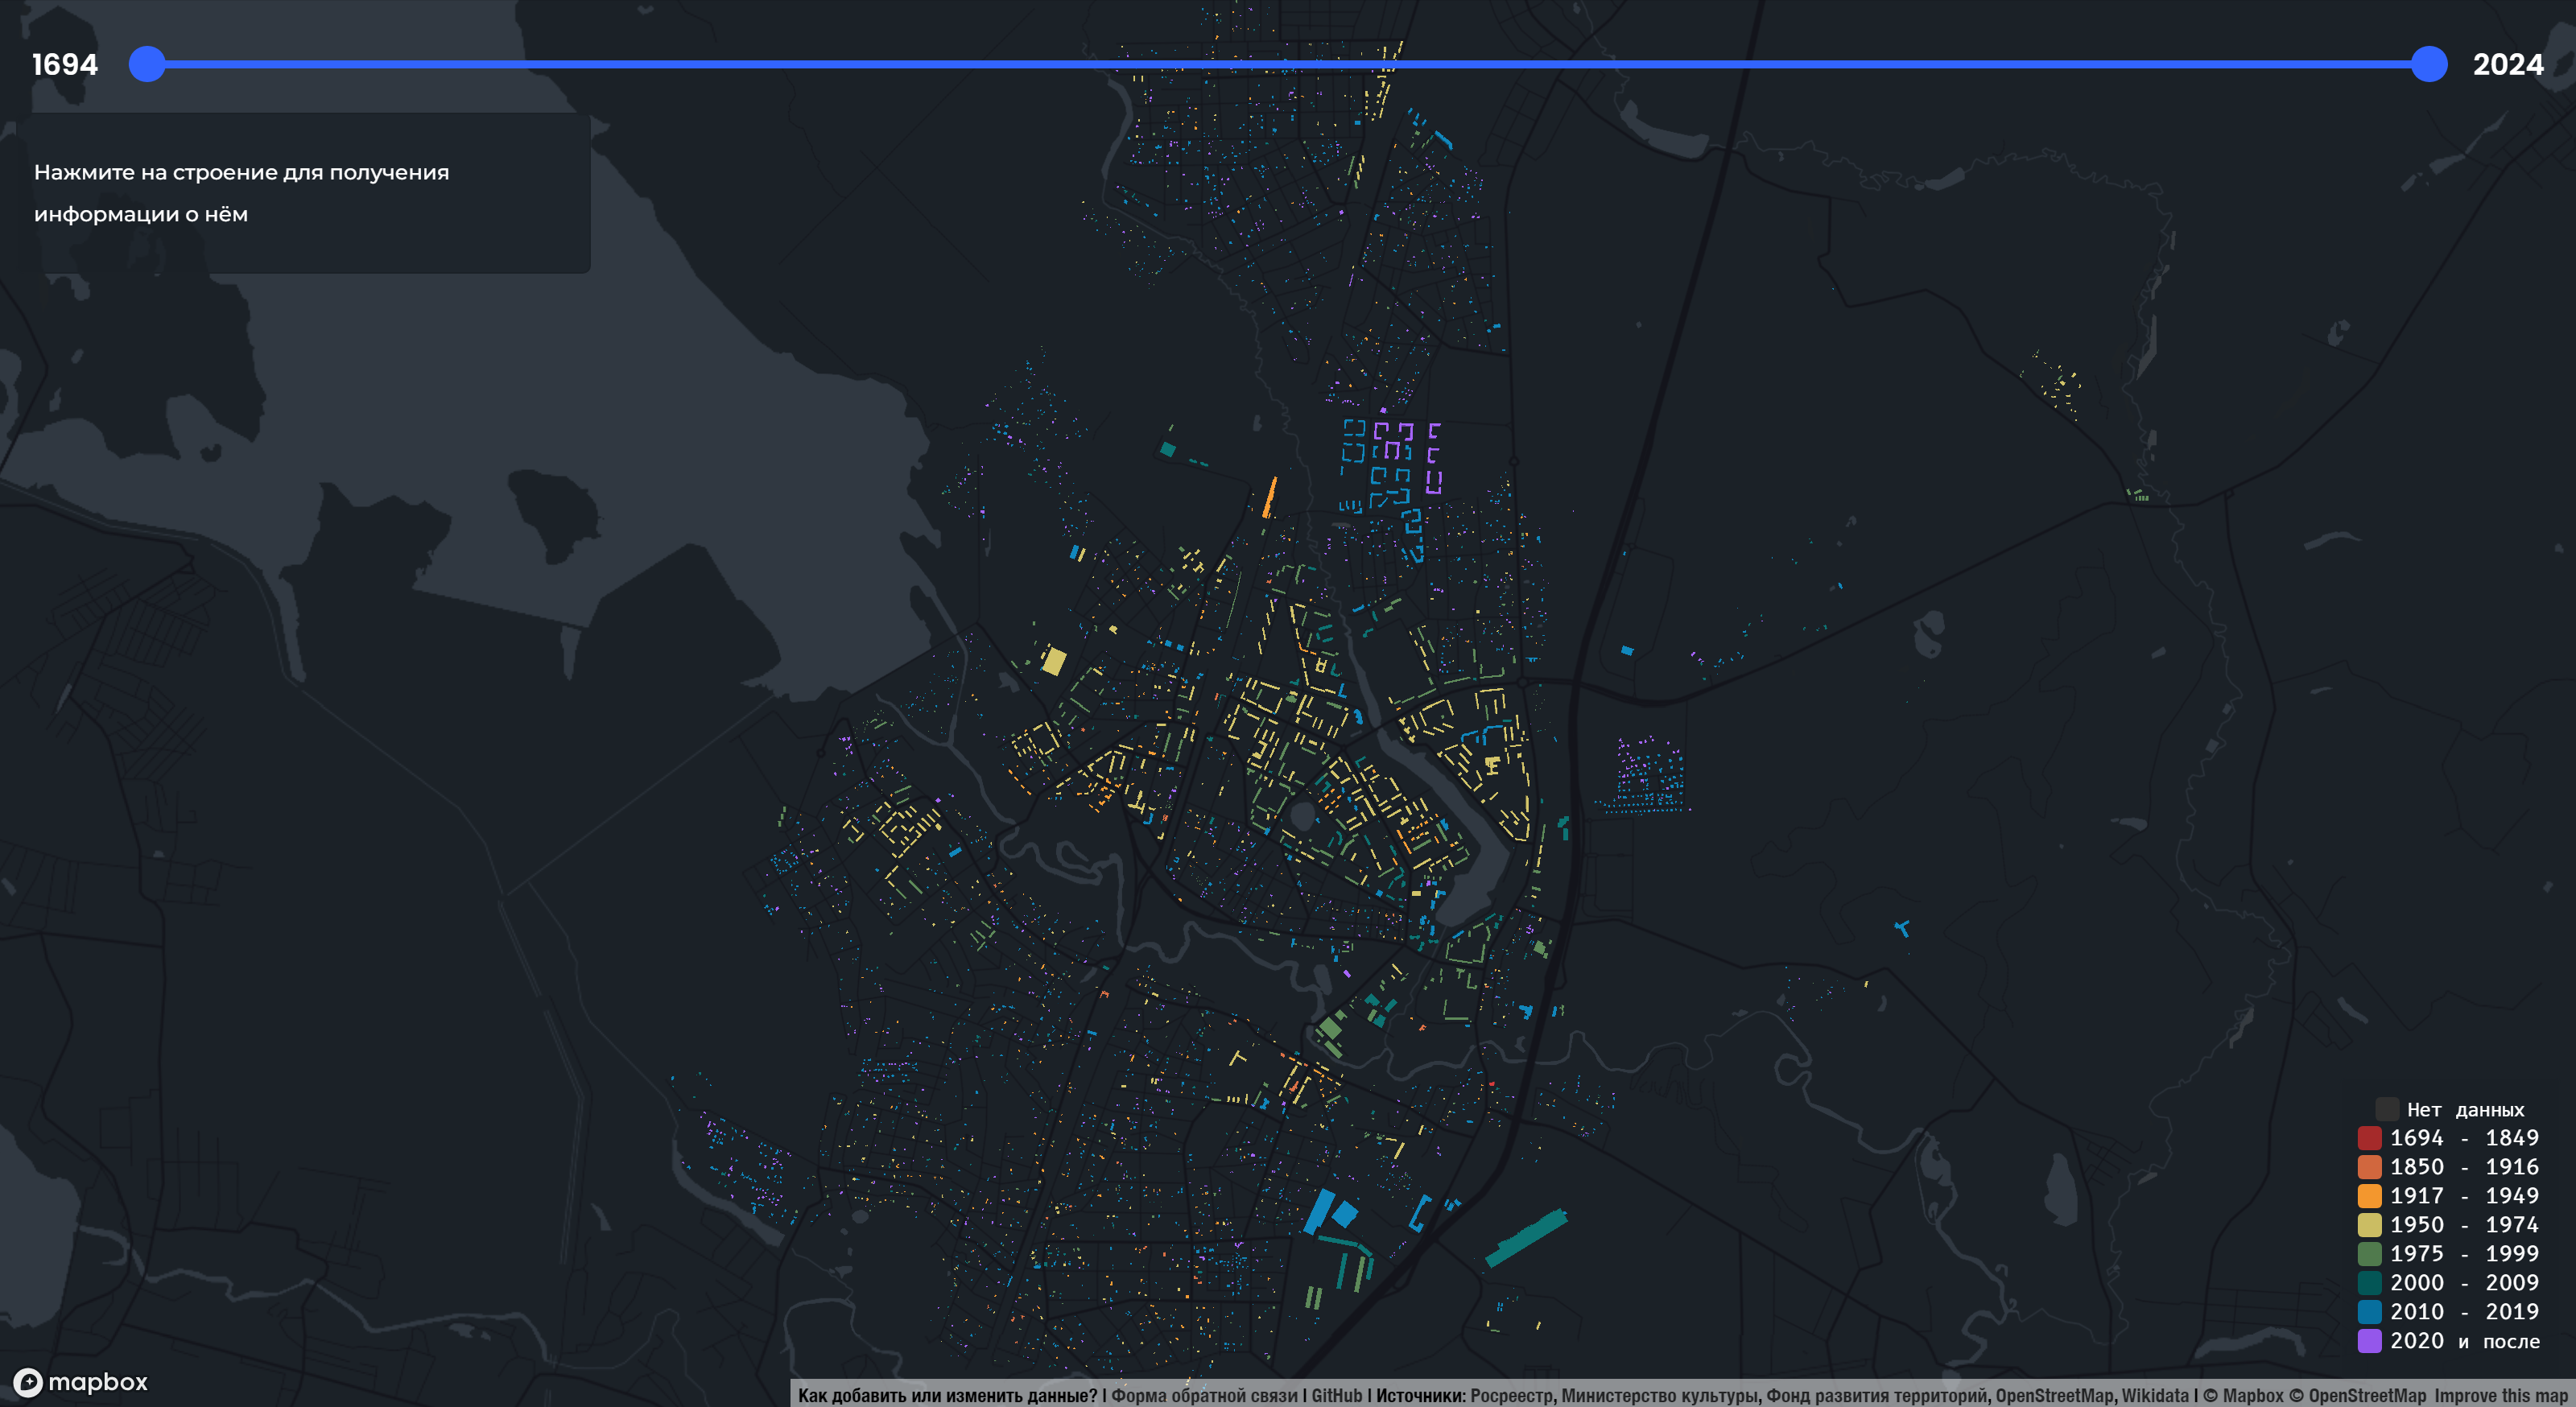 1694
2024
Нажмите на строение для получения
информации о нём
Нет данных
1694 - 1849
1850 - 1916
1917 - 1949
1950 - 1974
1975 - 1999
2000 - 2009
2010 - 2019
2020 и после
mapbox
Как добавить или изменить данные? | Форма обратной связи | GitHub | Источники: Росреестр, Министерство культуры, Фонд развития территорий, OpenStreetMap, Wikidata | © Mapbox © OpenStreetMap Improve this map